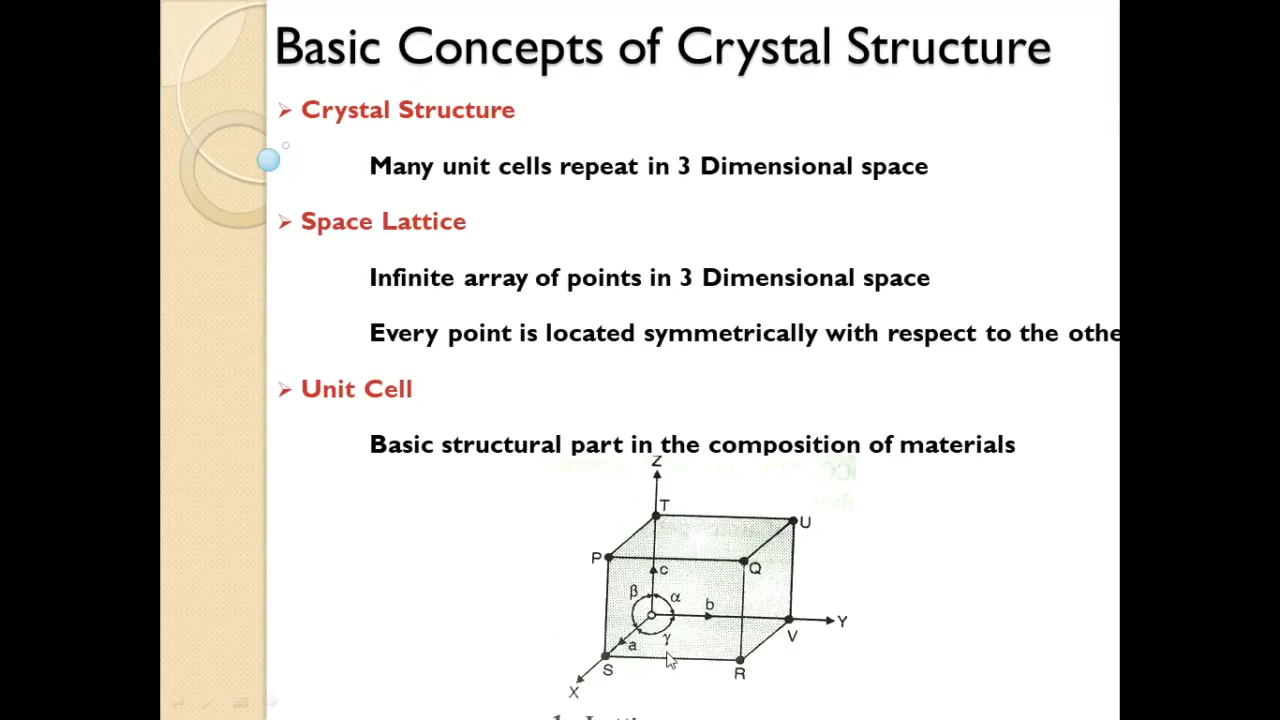 Basic Concepts of Crystal Structure
Crystal Structure
Many unit cells repeat in 3 Dimensional space
Space Lattice
Infinite array of points in 3 Dimensional space
Every point is located symmetrically with respect to the othe
Unit Cell
Basic structural part in the composition of materials
Z
T
U
P
Q
c
β
α
b
Y
V
γ
a
S
R
X